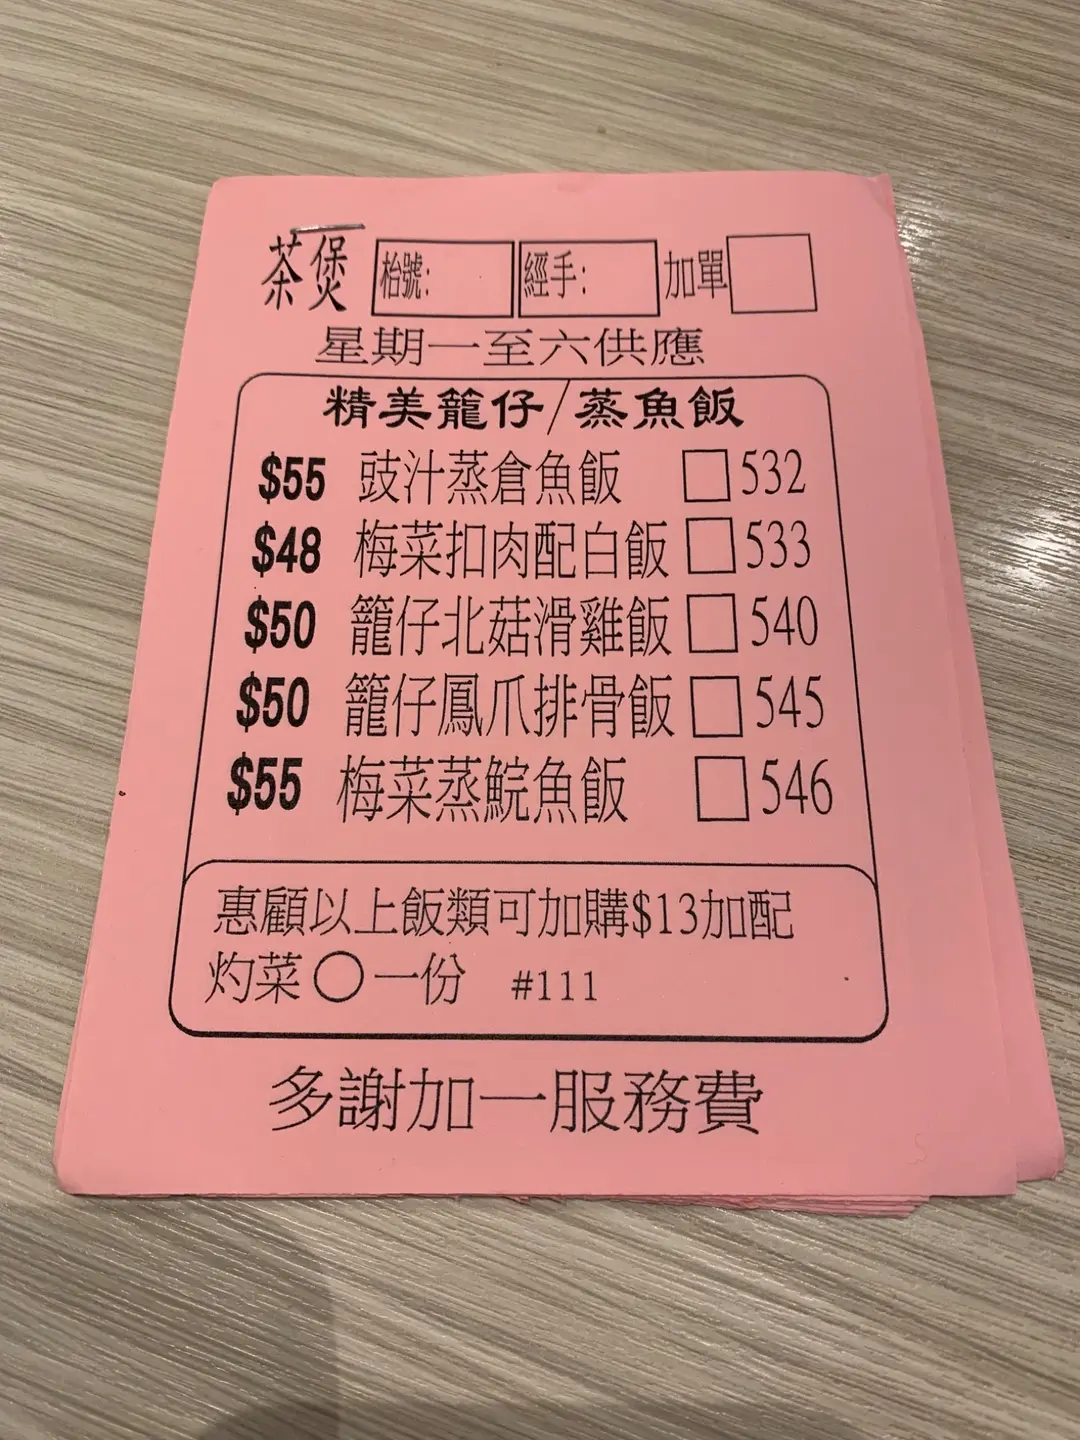 茶煲 枱號: 經手: 加單
星期一至六供應
精美籠仔/蒸魚飯
$55 豉汁蒸倉魚飯 532
$48 梅菜扣肉配白飯 533
$50 籠仔北菇滑雞飯 540
$50 籠仔鳳爪排骨飯 545
$55 梅菜蒸鯇魚飯 546
惠顧以上飯類可加購$13加配
灼菜 一份 #111
多謝加一服務費